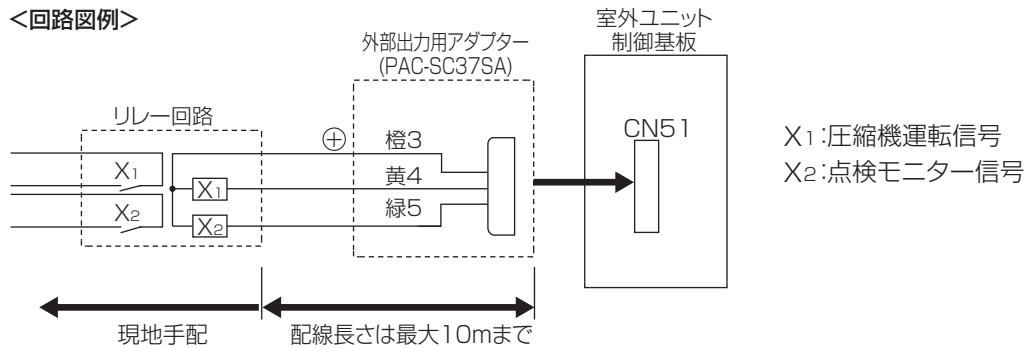 <回路図例>
室外ユニット
制御基板
外部出力用アダプター
(PAC-SC37SA)
リレー回路
⊕
橙3
CN51
X1:圧縮機運転信号
X1
X1
黄4
X2:点検モニター信号
X2
X2
緑5
現地手配
配線長さは最大10mまで